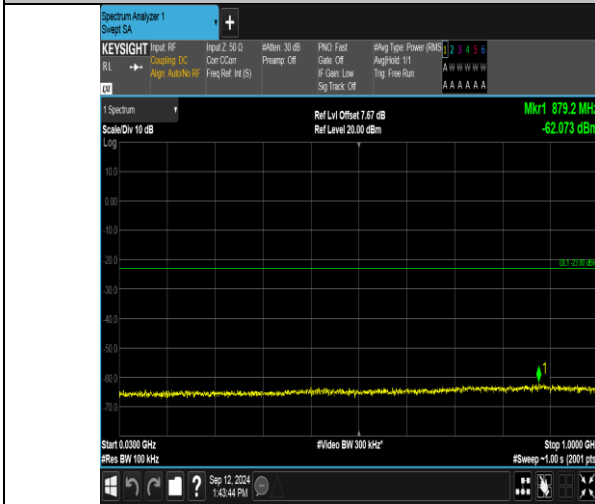 Spectrum Analyzer 1
Swept SA
+
KEYSIGHT
RL
LXI
Input: RF
Coupling: DC
Align: Auto/No RF
Input Z: 50 Ω
Corr CCorr
Freq Ref: Int (S)
#Atten: 30 dB
Preamp: Off
PNO: Fast
Gate: Off
IF Gain: Low
Sig Track: Off
#Avg Type: Power (RMS
Avg|Hold: 1/1
Trig: Free Run
1 2 3 4 5 6
A W W W W W
A A A A A A
1 Spectrum
Scale/Div 10 dB
Log
Ref Lvl Offset 7.67 dB
Ref Level 20.00 dBm
Mkr1 879.2 MHz
-62.073 dBm
10.0
0.00
-10.0
-20.0
DL1 -23.00 dBm
-30.0
-40.0
-50.0
1
-60.0
-70.0
Start 0.0300 GHz
#Res BW 100 kHz
#Video BW 300 kHz*
Stop 1.0000 GHz
#Sweep ~1.00 s (2001 pts)
?
Sep 12, 2024
1:43:44 PM